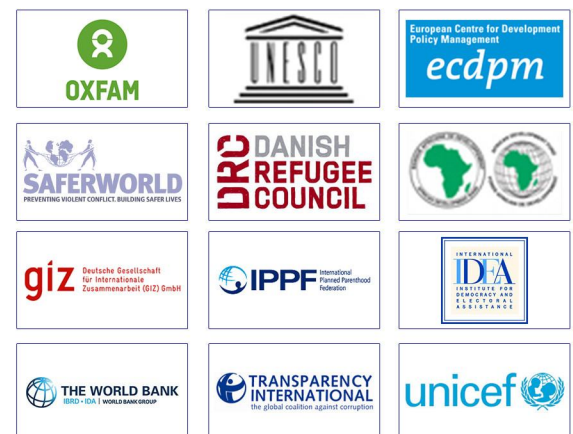 OXFAM
UNESCO
European Centre for Development
Policy Management
ecdpm
SAFERWORLD
PREVENTING VIOLENT CONFLICT. BUILDING SAFER LIVES
DRC DANISH
REFUGEE
COUNCIL
giz Deutsche Gesellschaft
für Internationale
Zusammenarbeit (GIZ) GmbH
IPPF International
Planned Parenthood
Federation
INTERNATIONAL
IDEA
INSTITUTE FOR
DEMOCRACY AND
ELECTORAL
ASSISTANCE
THE WORLD BANK
IBRD • IDA | WORLD BANK GROUP
TRANSPARENCY
INTERNATIONAL
the global coalition against corruption
unicef